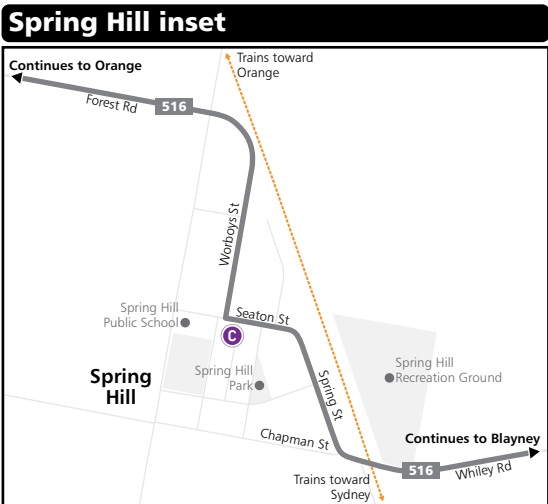 Spring Hill inset
Trains toward
Orange
Continues to Orange
Forest Rd
516
Worboys St
Spring Hill
Public School
Seaton St
C
Spring Hill
Park
Spring
Hill
Spring St
Spring Hill
Recreation Ground
Chapman St
Continues to Blayney
516
Whiley Rd
Trains toward
Sydney